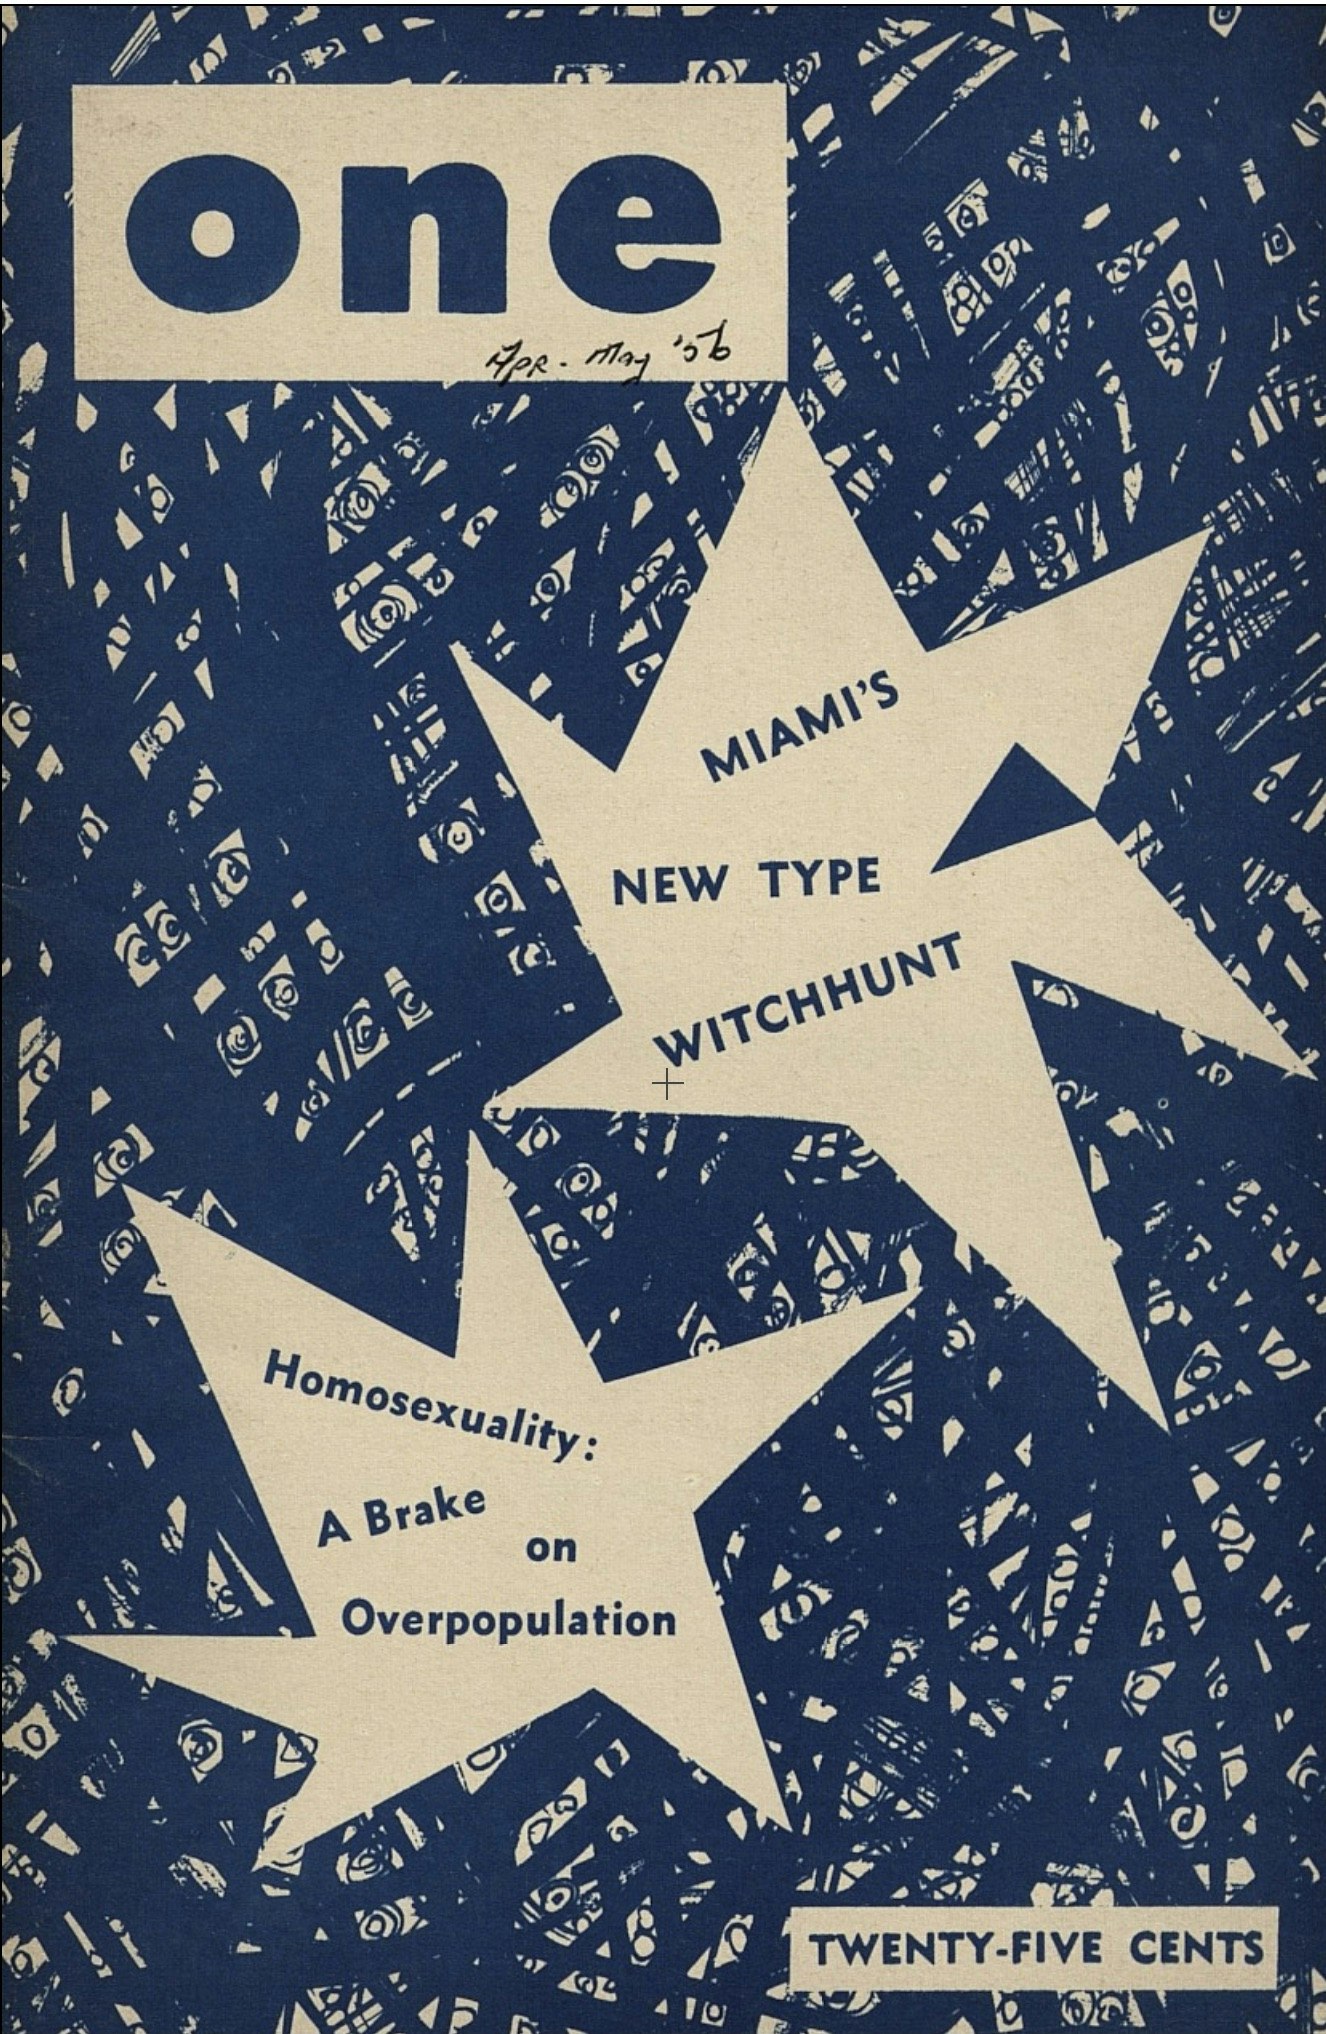 one
Apr - May '56
MIAMI'S
NEW TYPE
WITCHHUNT
Homosexuality:
A Brake
on
Overpopulation
TWENTY-FIVE CENTS